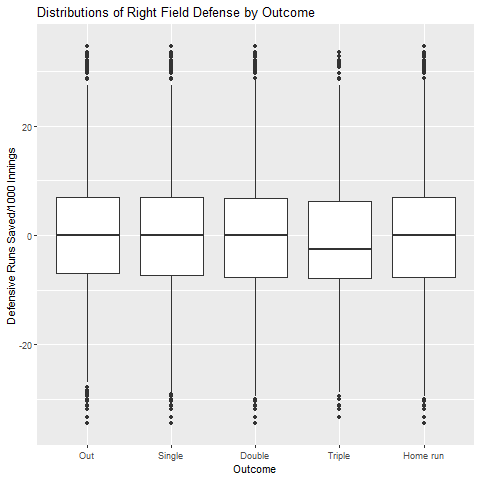 Distributions of Right Field Defense by Outcome
Defensive Runs Saved/1000 Innings
20
0
-20
Out
Single
Double
Triple
Home run
Outcome